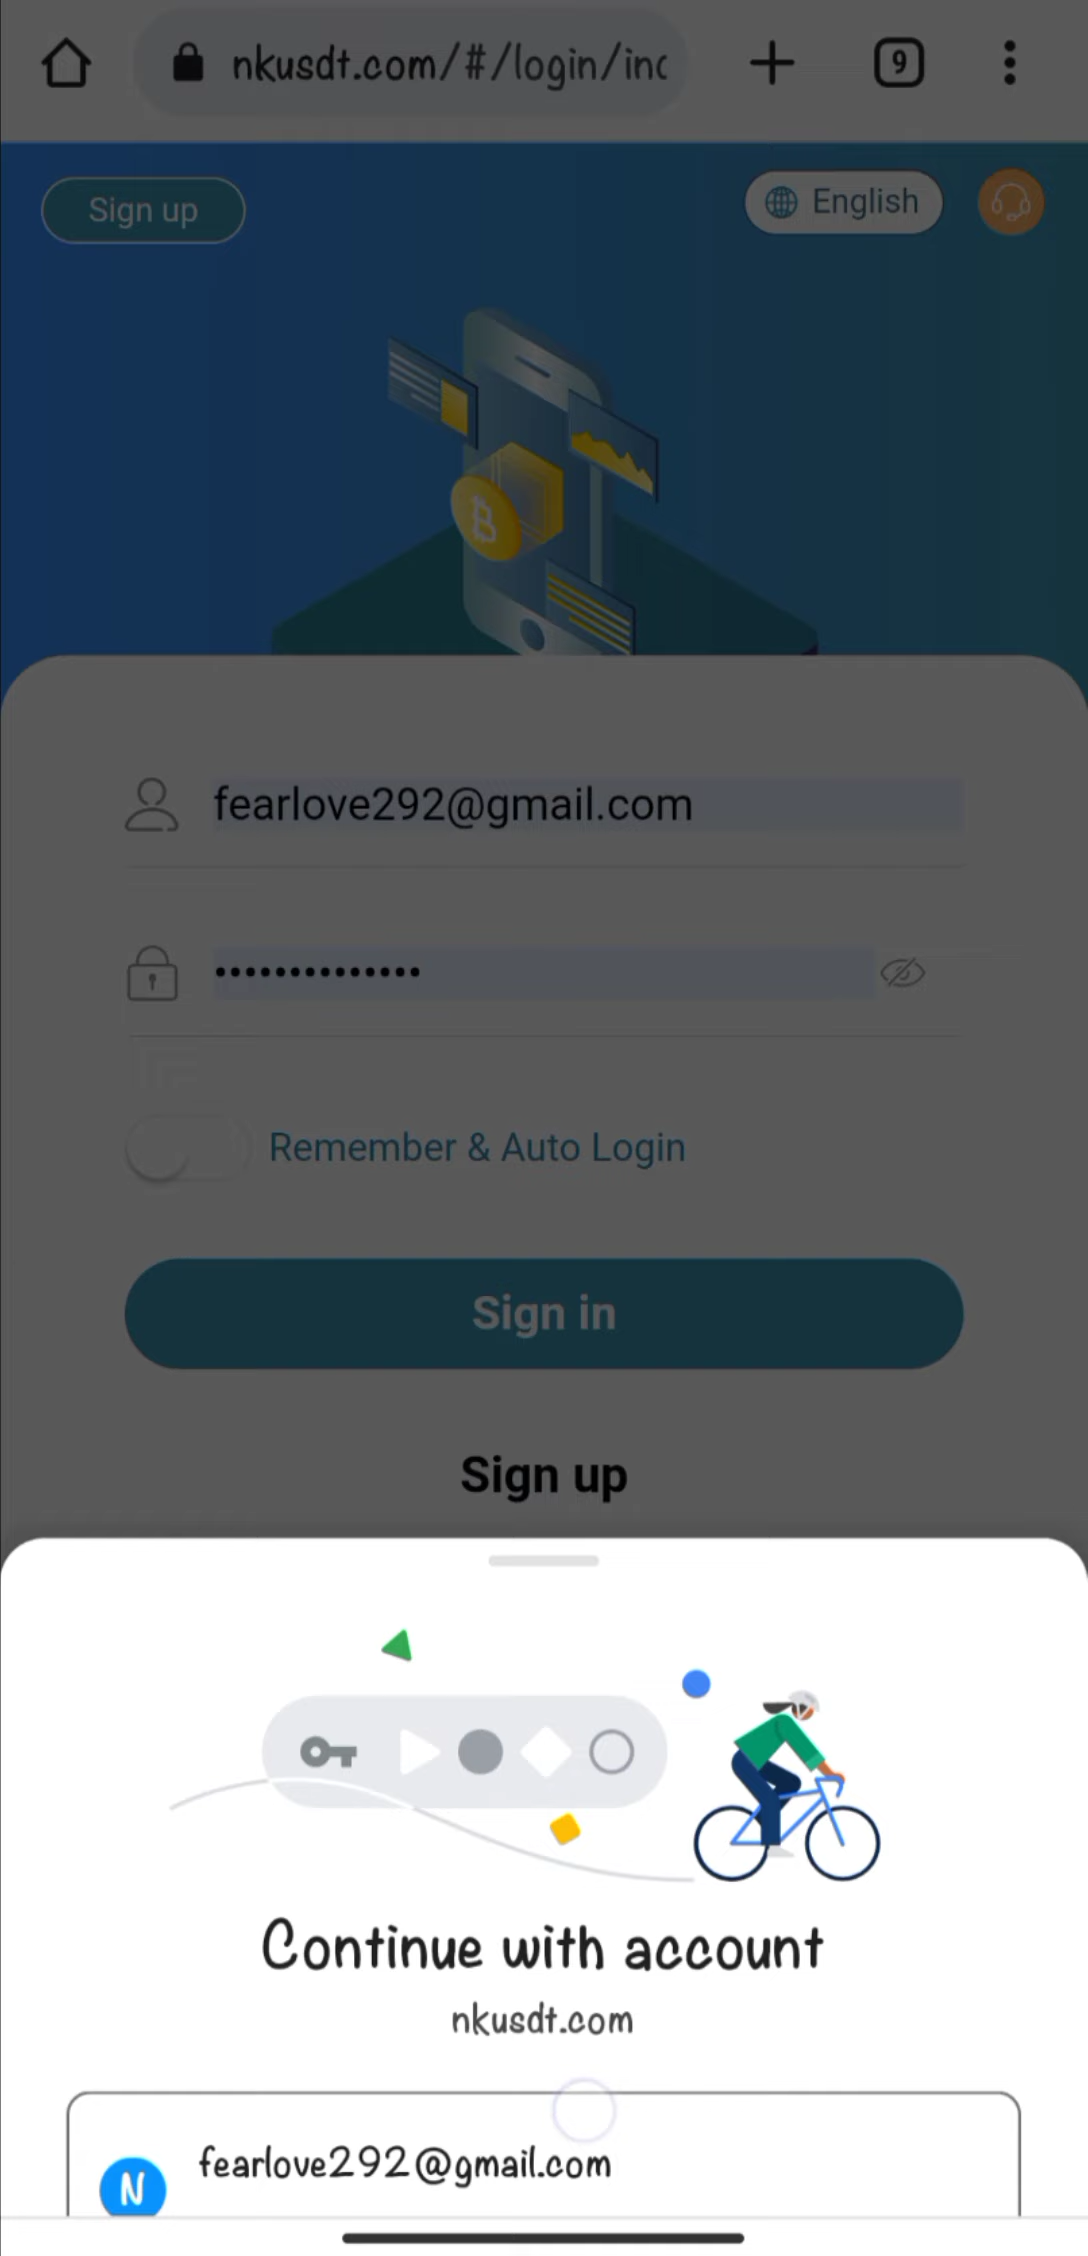 nkusdt.com/#/login/inc
9
Sign up
English
fearlove292@gmail.com
••••••••••••••
Remember & Auto Login
Sign in
Sign up
Continue with account
nkusdt.com
N
fearlove292@gmail.com